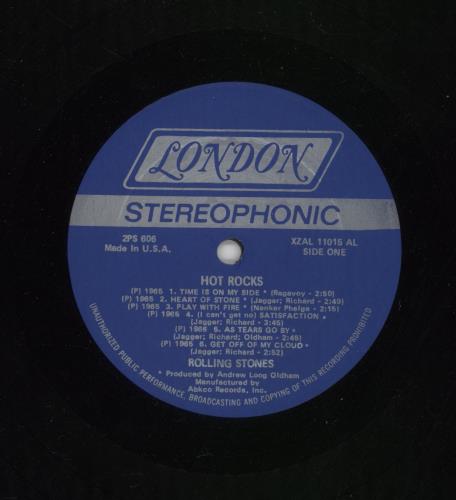 LONDON
STEREOPHONIC
2PS 606
Made in U.S.A.
XZAL 11015 AL
SIDE ONE
HOT ROCKS
(P) 1965 1. TIME IS ON MY SIDE * (Ragavoy - 2:50)
(P) 1965 2. HEART OF STONE * (Jagger; Richard - 2:49)
(P) 1965 3. PLAY WITH FIRE * (Nanker Phelge - 2:15)
(P) 1965 4. (I can't get no) SATISFACTION *
(Jagger; Richard - 3:45)
(P) 1965 5. AS TEARS GO BY *
(Jagger; Richard; Oldham - 2:45)
(P) 1965 6. GET OFF OF MY CLOUD *
(Jagger; Richard - 2:52)
ROLLING STONES
* Produced by Andrew Long Oldham
Manufactured by
Abkco Records, Inc.
UNAUTHORIZED PUBLIC PERFORMANCE, BROADCASTING AND COPYING OF THIS RECORDING PROHIBITED